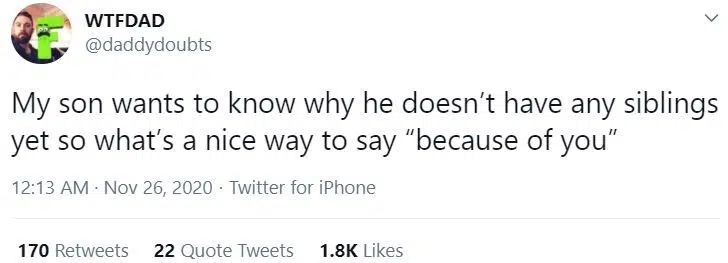 WTFDAD
@daddydoubts
My son wants to know why he doesn’t have any siblings
yet so what’s a nice way to say “because of you”
12:13 AM · Nov 26, 2020 · Twitter for iPhone
170 Retweets 22 Quote Tweets 1.8K Likes